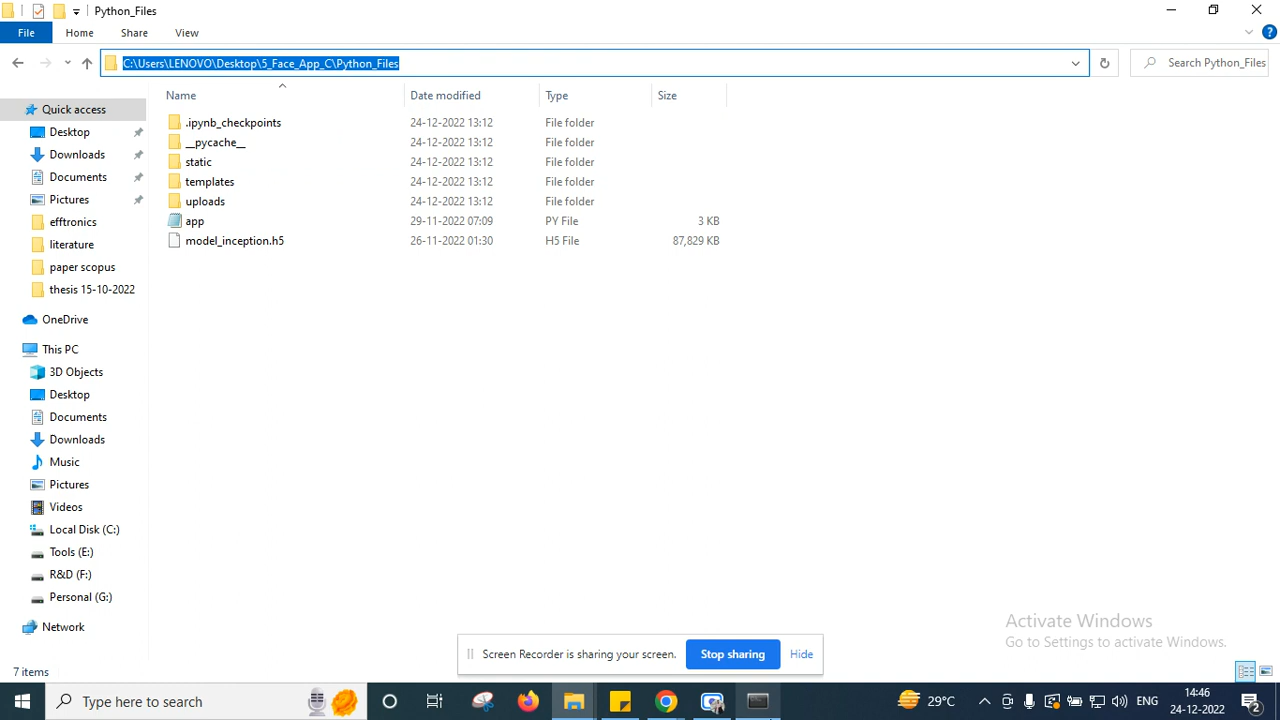 Python_Files
File Home Share View
C:\Users\LENOVO\Desktop\5_Face_App_C\Python_Files
Search Python_Files
Name Date modified Type Size
Quick access
Desktop
Downloads
Documents
Pictures
efftronics
literature
paper scopus
thesis 15-10-2022
OneDrive
This PC
3D Objects
Desktop
Documents
Downloads
Music
Pictures
Videos
Local Disk (C:)
Tools (E:)
R&D (F:)
Personal (G:)
Network
.ipynb_checkpoints 24-12-2022 13:12 File folder
__pycache__ 24-12-2022 13:12 File folder
static 24-12-2022 13:12 File folder
templates 24-12-2022 13:12 File folder
uploads 24-12-2022 13:12 File folder
app 29-11-2022 07:09 PY File 3 KB
model_inception.h5 26-11-2022 01:30 H5 File 87,829 KB
Activate Windows
Go to Settings to activate Windows.
Screen Recorder is sharing your screen. Stop sharing Hide
7 items
Type here to search
29°C
ENG
14:46
24-12-2022
2